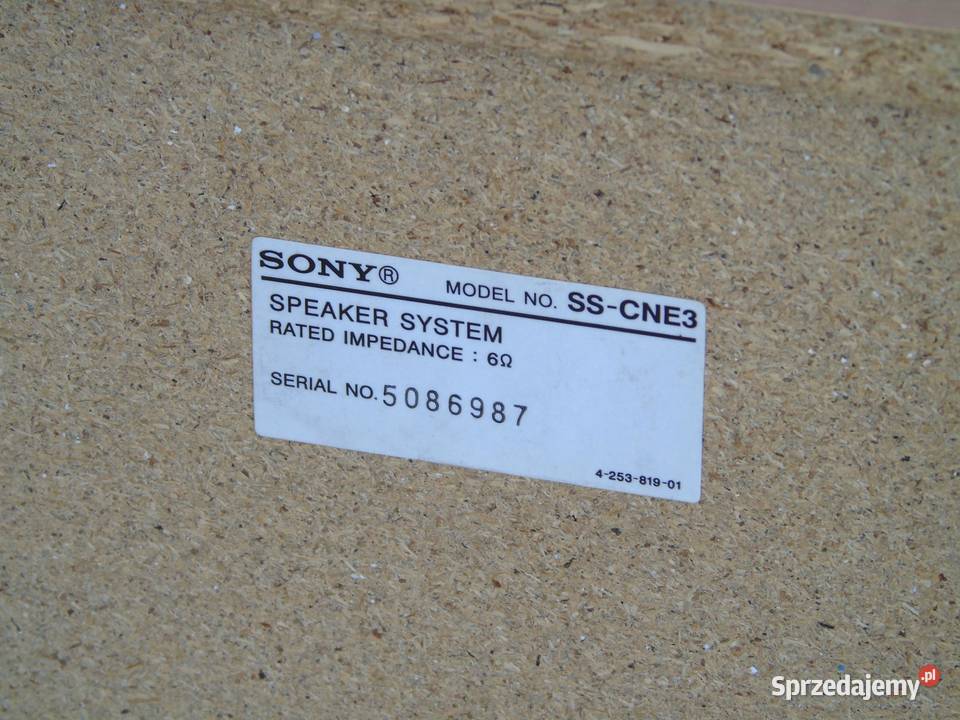 SONY® MODEL NO. SS-CNE3
SPEAKER SYSTEM
RATED IMPEDANCE : 6Ω
SERIAL NO. 5086987
4-253-819-01
Sprzedajemy.pl